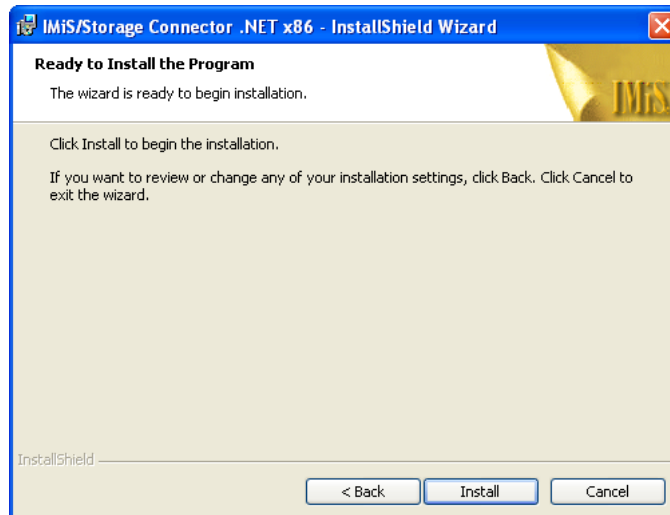 IMiS/Storage Connector .NET x86 - InstallShield Wizard
Ready to Install the Program
The wizard is ready to begin installation.
IMiS
Click Install to begin the installation.
If you want to review or change any of your installation settings, click Back. Click Cancel to
exit the wizard.
InstallShield
< Back
Install
Cancel